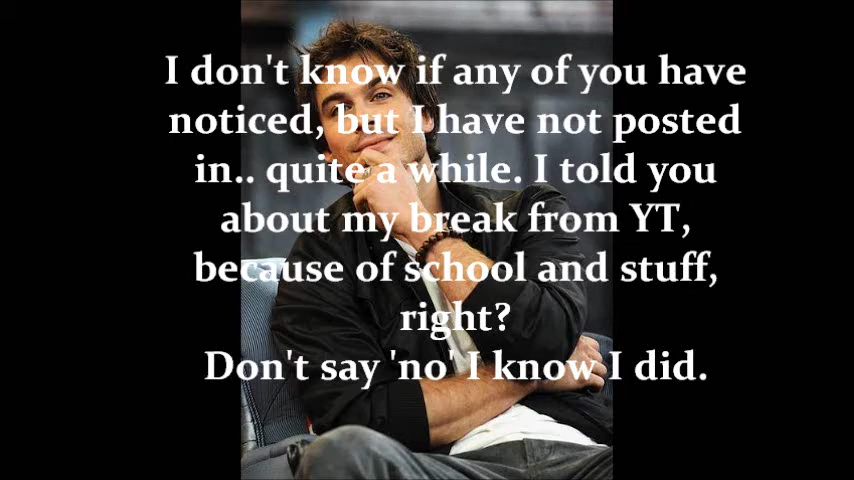 I don't know if any of you have
noticed, but I have not posted
in.. quite a while. I told you
about my break from YT,
because of school and stuff,
right?
Don't say 'no' I know I did.